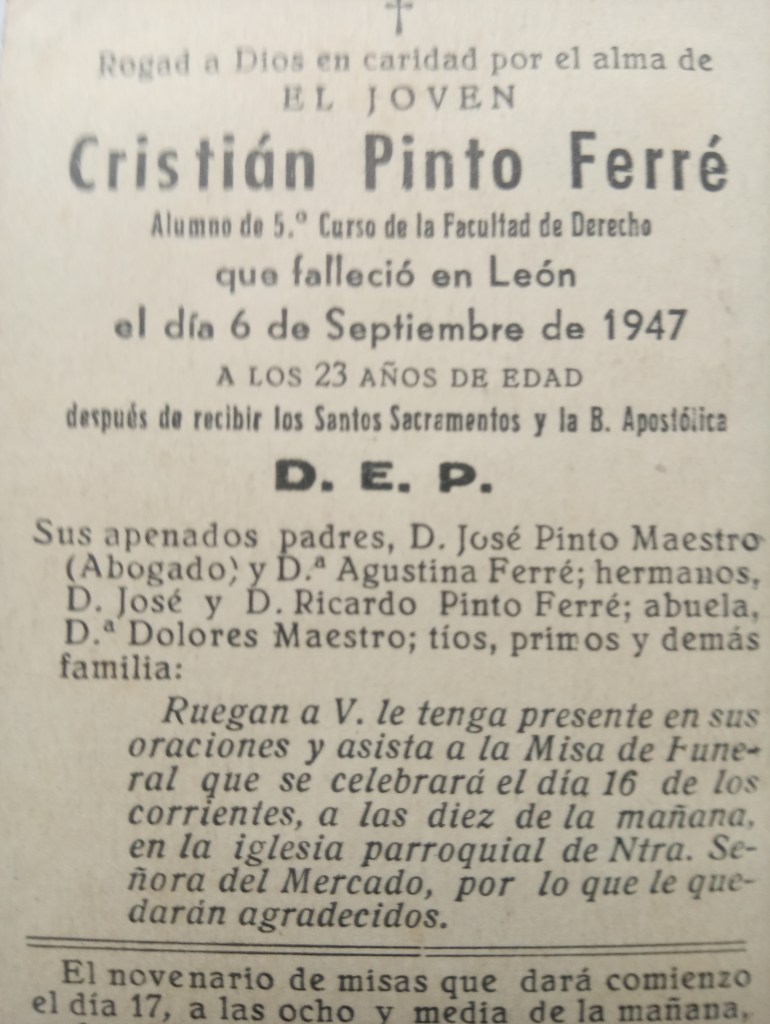 Rogad a Dios en caridad por el alma de
EL JOVEN
Cristián Pinto Ferré
Alumno de 5.º Curso de la Facultad de Derecho
que falleció en León
el día 6 de Septiembre de 1947
A LOS 23 AÑOS DE EDAD
después de recibir los Santos Sacramentos y la B. Apostólica
D. E. P.
Sus apenados padres, D. José Pinto Maestro
(Abogado) y D.ª Agustina Ferré; hermanos,
D. José y D. Ricardo Pinto Ferré; abuela,
D.ª Dolores Maestro; tíos, primos y demás
familia:
Ruegan a V. le tenga presente en sus
oraciones y asista a la Misa de Fune-
ral que se celebrará el día 16 de los
corrientes, a las diez de la mañana,
en la iglesia parroquial de Ntra. Se-
ñora del Mercado, por lo que le que-
darán agradecidos.
El novenario de misas que dará comienzo
el día 17, a las ocho y media de la mañana,